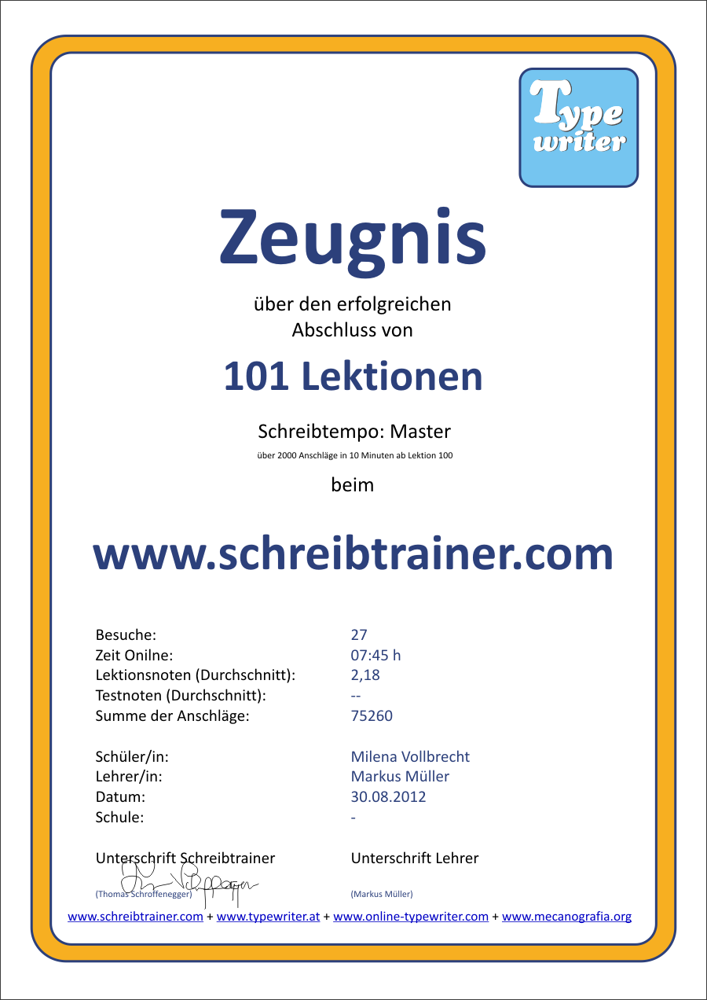 Type
writer
Zeugnis
über den erfolgreichen
Abschluss von
101 Lektionen
Schreibtempo: Master
über 2000 Anschläge in 10 Minuten ab Lektion 100
beim
www.schreibtrainer.com
Besuche: 27
Zeit Onilne: 07:45 h
Lektionsnoten (Durchschnitt): 2,18
Testnoten (Durchschnitt): --
Summe der Anschläge: 75260
Schüler/in: Milena Vollbrecht
Lehrer/in: Markus Müller
Datum: 30.08.2012
Schule: -
Unterschrift Schreibtrainer Unterschrift Lehrer
(Thomas Schroffenegger) (Markus Müller)
www.schreibtrainer.com + www.typewriter.at + www.online-typewriter.com + www.mecanografia.org